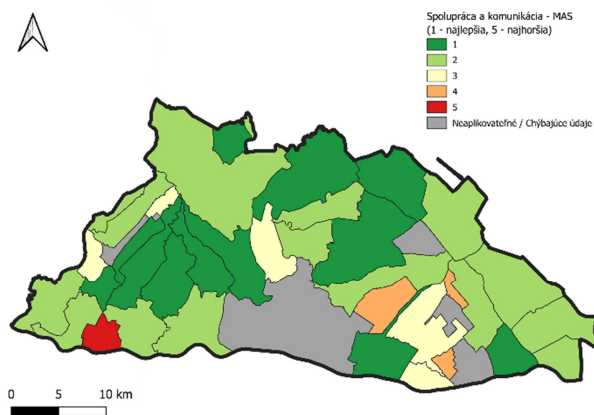 Spolupráca a komunikácia - MAS
(1 - najlepšia, 5 - najhoršia)
1
2
3
4
5
Neaplikovateľné / Chýbajúce údaje
0 5 10 km